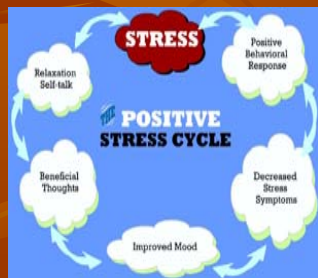 STRESS
Positive
Behavioral
Response
Decreased
Stress
Symptoms
Improved Mood
Beneficial
Thoughts
Relaxation
Self-talk
THE POSITIVE
STRESS CYCLE